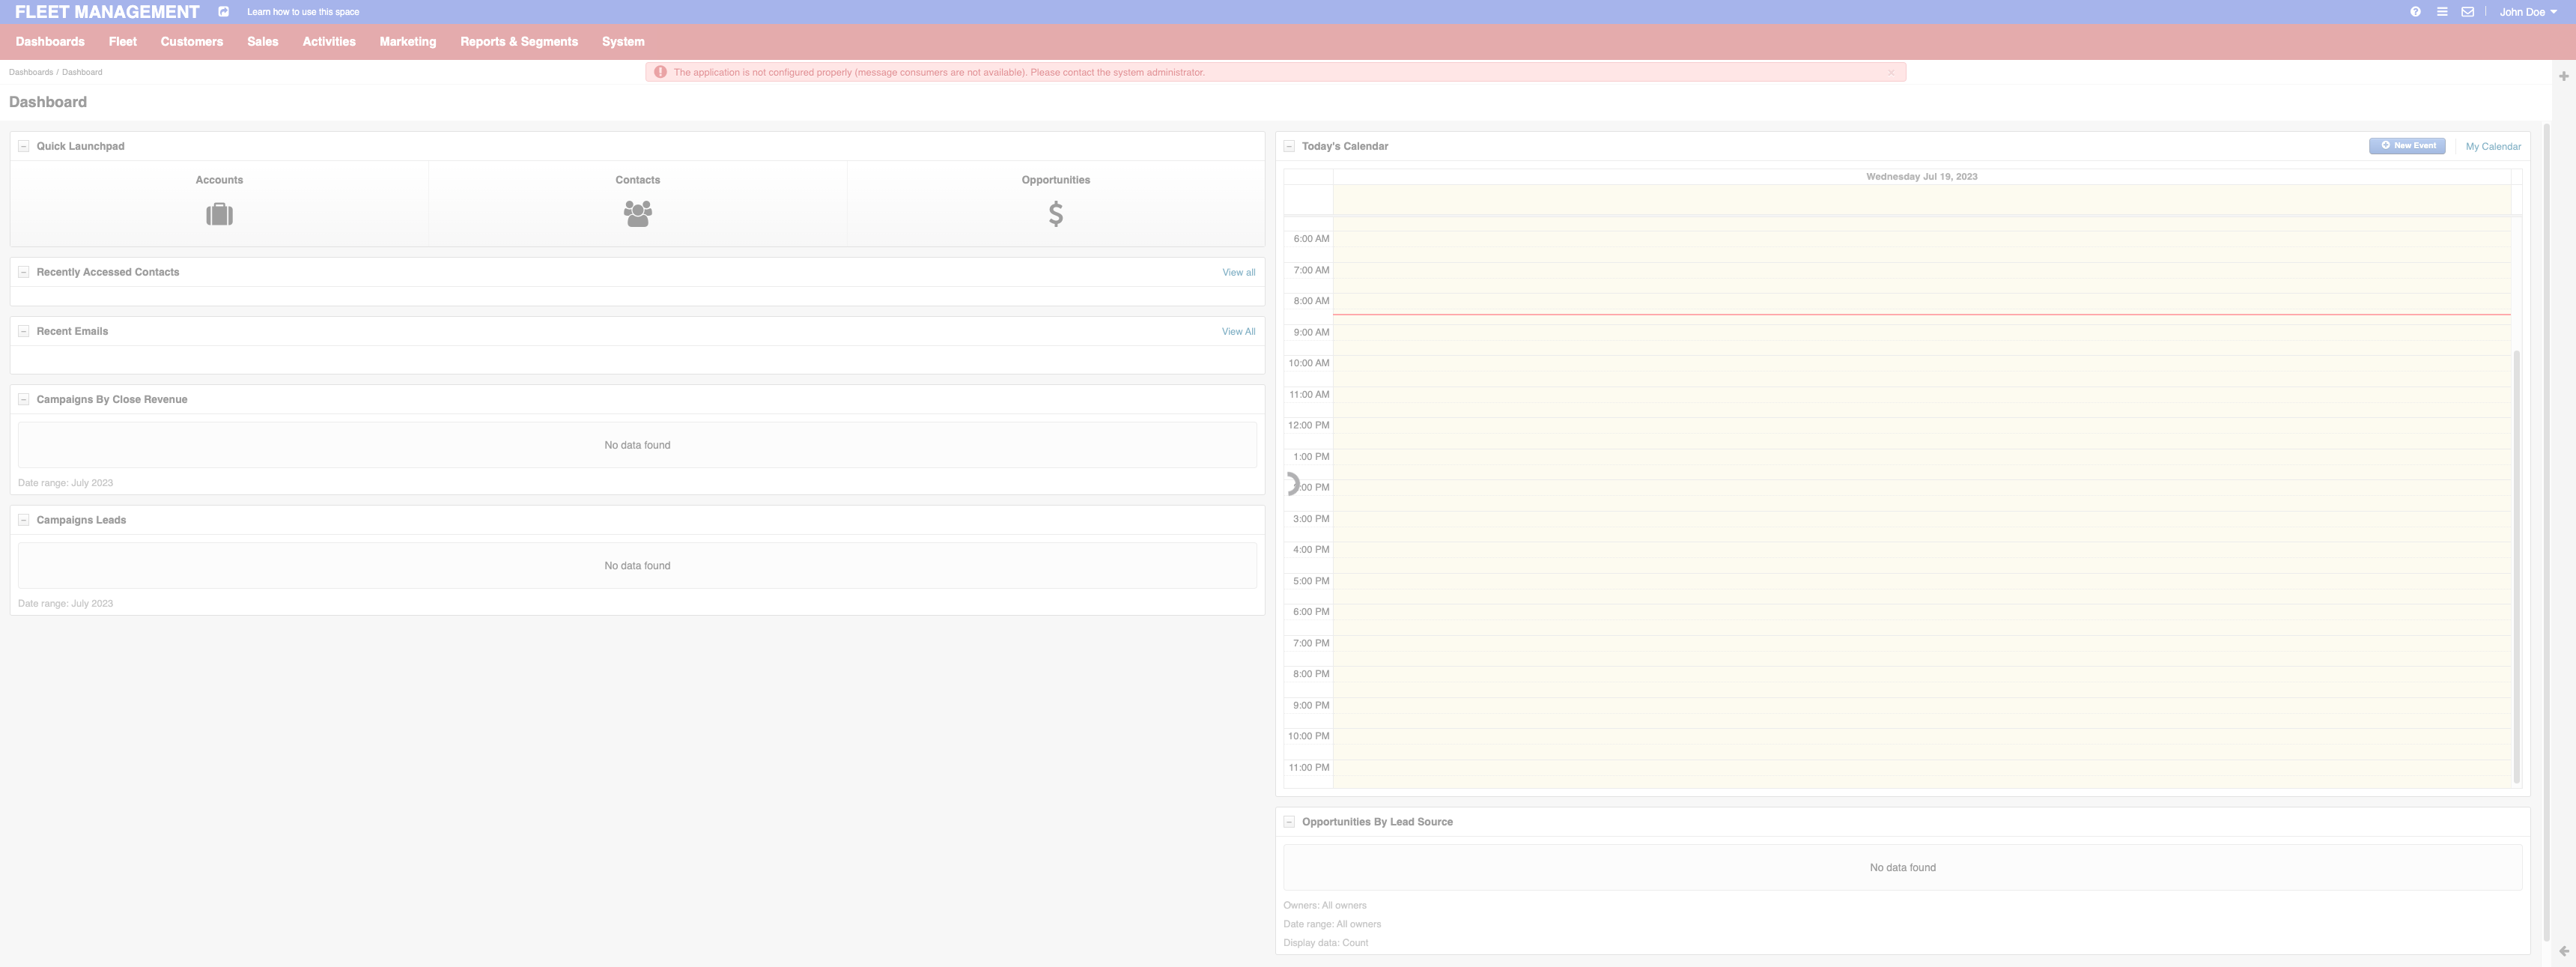 FLEET MANAGEMENT Learn how to use this space John Doe
Dashboards Fleet Customers Sales Activities Marketing Reports & Segments System
Dashboards / Dashboard
The application is not configured properly (message consumers are not available). Please contact the system administrator. ×
Dashboard
Quick Launchpad
Accounts Contacts Opportunities
Recently Accessed Contacts View all
Recent Emails View All
Campaigns By Close Revenue
No data found
Date range: July 2023
Campaigns Leads
No data found
Date range: July 2023
Today's Calendar New Event My Calendar
Wednesday Jul 19, 2023
6:00 AM
7:00 AM
8:00 AM
9:00 AM
10:00 AM
11:00 AM
12:00 PM
1:00 PM
:00 PM
3:00 PM
4:00 PM
5:00 PM
6:00 PM
7:00 PM
8:00 PM
9:00 PM
10:00 PM
11:00 PM
Opportunities By Lead Source
No data found
Owners: All owners
Date range: All owners
Display data: Count